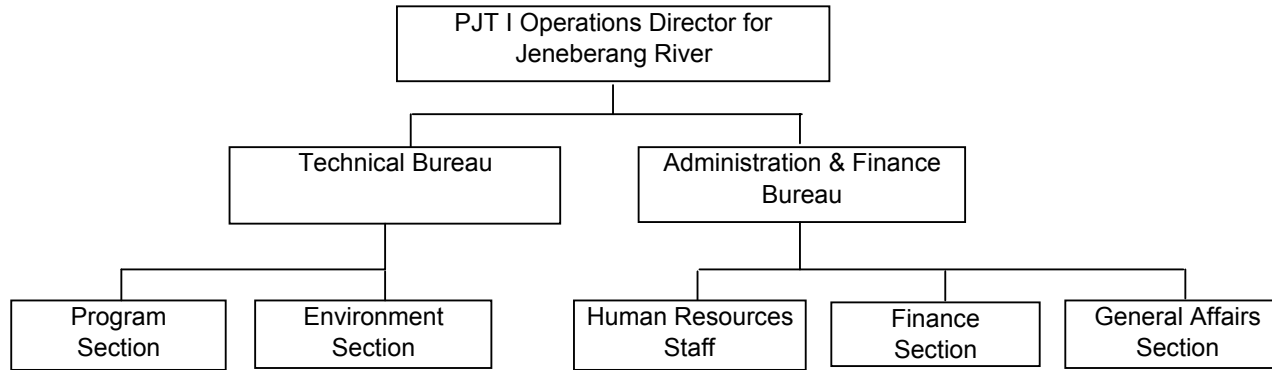 PJT I Operations Director for
Jeneberang River
Technical Bureau
Administration & Finance
Bureau
Program
Section
Environment
Section
Human Resources
Staff
Finance
Section
General Affairs
Section